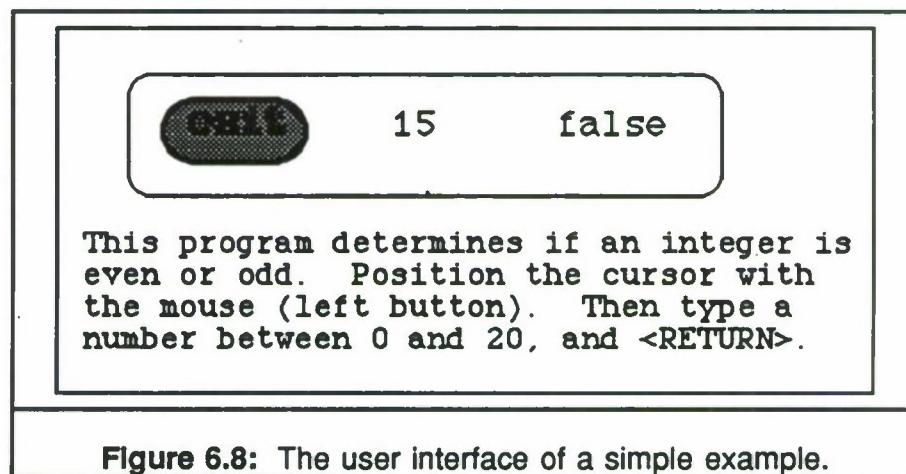 exit 15 false
This program determines if an integer is
even or odd. Position the cursor with
the mouse (left button). Then type a
number between 0 and 20, and <RETURN>.
Figure 6.8: The user interface of a simple example.